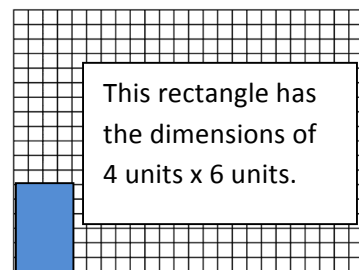 This rectangle has
the dimensions of
4 units x 6 units.